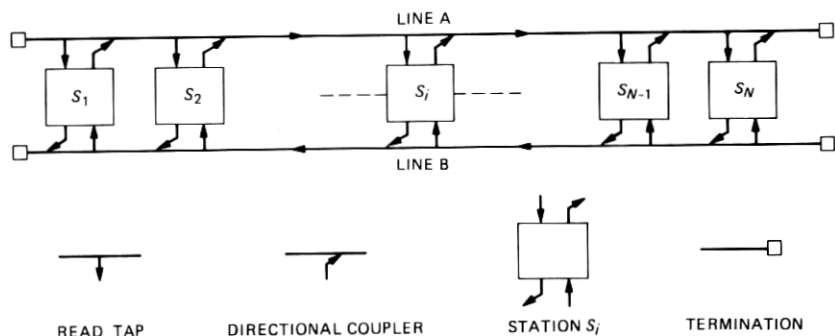 LINE A
S1 S2 Si SN-1 SN
LINE B
READ TAP DIRECTIONAL COUPLER STATION Si TERMINATION